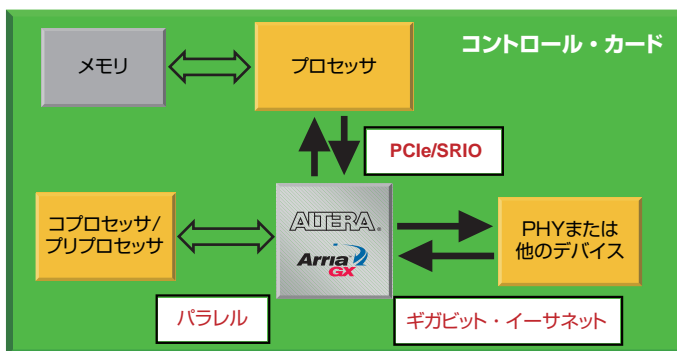 コントロール・カード
メモリ
プロセッサ
PCIe/SRIO
コプロセッサ/
プリプロセッサ
ALTERA.
Arria
GX
PHYまたは
他のデバイス
パラレル
ギガビット・イーサネット